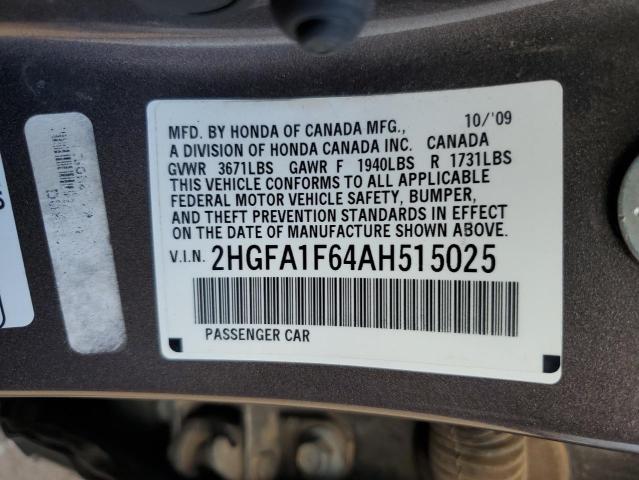 10/'09
MFD. BY HONDA OF CANADA MFG.,
A DIVISION OF HONDA CANADA INC. CANADA
GVWR 3671LBS GAWR F 1940LBS R 1731LBS
THIS VEHICLE CONFORMS TO ALL APPLICABLE
FEDERAL MOTOR VEHICLE SAFETY, BUMPER,
AND THEFT PREVENTION STANDARDS IN EFFECT
ON THE DATE OF MANUFACTURE SHOWN ABOVE.
V.I.N. 2HGFA1F64AH515025
PASSENGER CAR